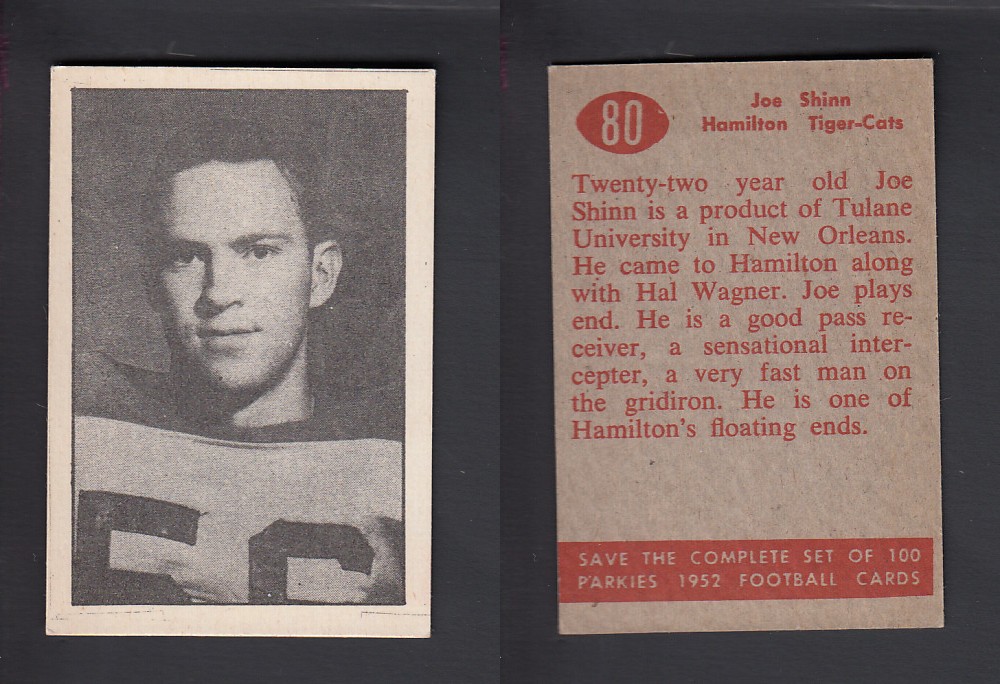 80
Joe Shinn
Hamilton Tiger-Cats
Twenty-two year old Joe
Shinn is a product of Tulane
University in New Orleans.
He came to Hamilton along
with Hal Wagner. Joe plays
end. He is a good pass re-
ceiver, a sensational inter-
cepter, a very fast man on
the gridiron. He is one of
Hamilton's floating ends.
SAVE THE COMPLETE SET OF 100
PARKIES 1952 FOOTBALL CARDS